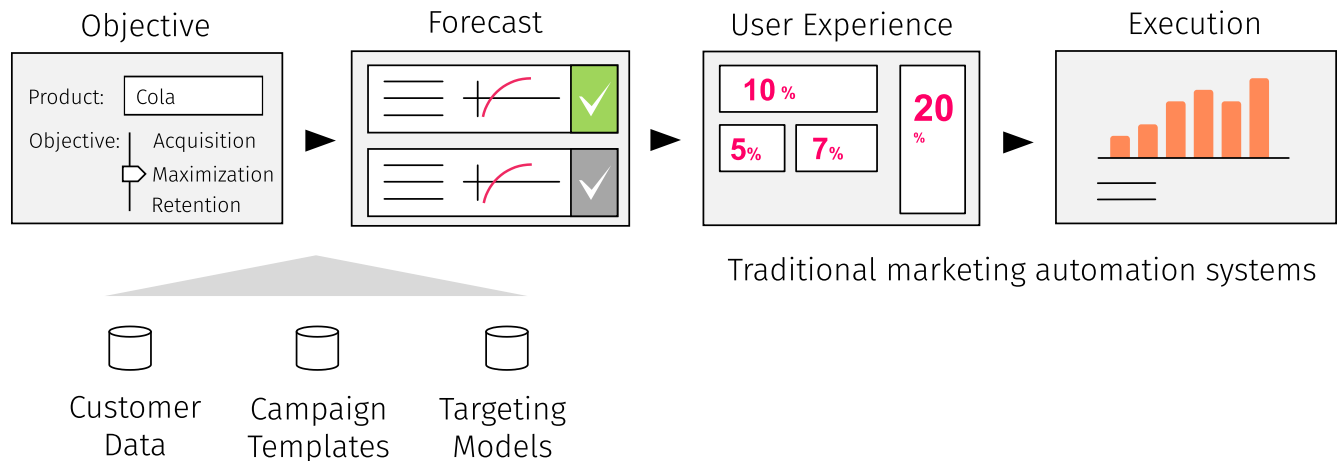 Objective
Forecast
User Experience
Execution
Product:
Cola
Objective:
Acquisition
Maximization
Retention
10 %
5%
7%
20
%
Traditional marketing automation systems
Customer
Data
Campaign
Templates
Targeting
Models